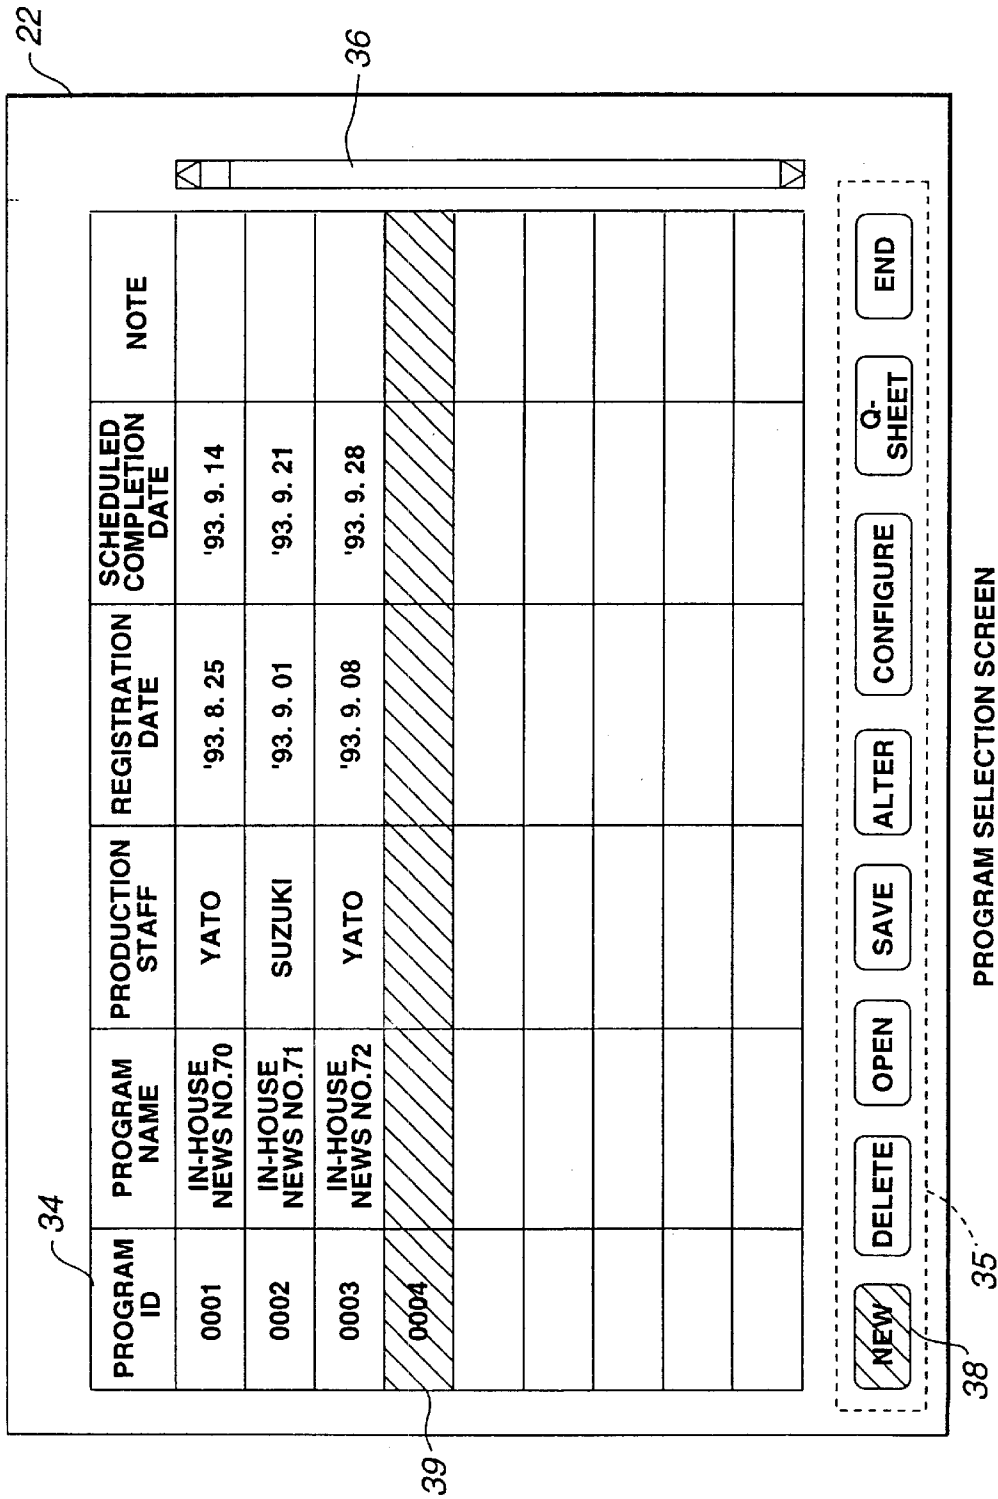 22
36
34
PROGRAM
ID
PROGRAM
NAME
PRODUCTION
STAFF
REGISTRATION
DATE
SCHEDULED
COMPLETION
DATE
NOTE
0001
IN-HOUSE
NEWS NO.70
YATO
'93. 8. 25
'93. 9. 14
0002
IN-HOUSE
NEWS NO.71
SUZUKI
'93. 9. 01
'93. 9. 21
0003
IN-HOUSE
NEWS NO.72
YATO
'93. 9. 08
'93. 9. 28
39
0004
NEW
DELETE
OPEN
SAVE
ALTER
CONFIGURE
Q-
SHEET
END
38
35
PROGRAM SELECTION SCREEN